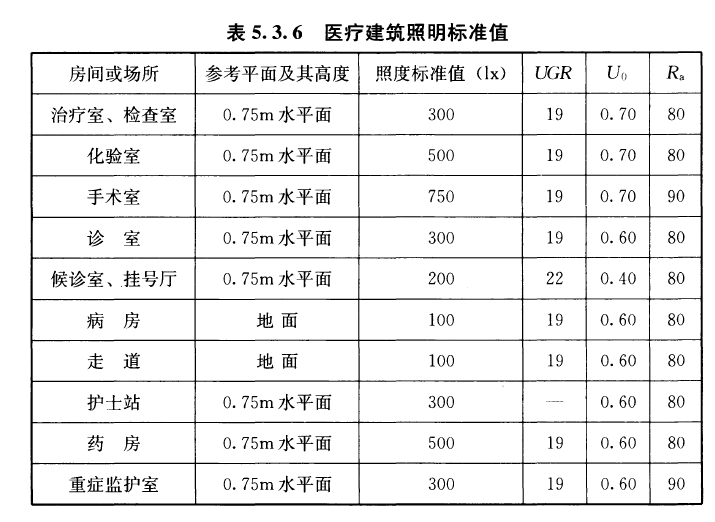 表 5.3.6 医疗建筑照明标准值
房间或场所 参考平面及其高度 照度标准值（lx） UGR U₀ Rₐ
治疗室、检查室 0.75m 水平面 300 19 0.70 80
化验室 0.75m 水平面 500 19 0.70 80
手术室 0.75m 水平面 750 19 0.70 90
诊 室 0.75m 水平面 300 19 0.60 80
候诊室、挂号厅 0.75m 水平面 200 22 0.40 80
病 房 地 面 100 19 0.60 80
走 道 地 面 100 19 0.60 80
护士站 0.75m 水平面 300 — 0.60 80
药 房 0.75m 水平面 500 19 0.60 80
重症监护室 0.75m 水平面 300 19 0.60 90